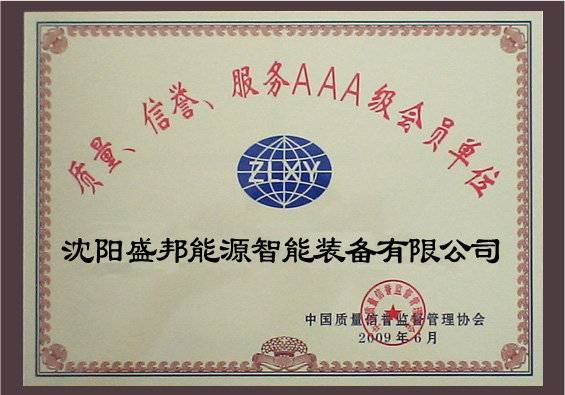 质量、信誉、服务AAA级会员单位
ZLXY
沈阳盛邦能源智能装备有限公司
中国质量信誉监督管理协会
2009年6月